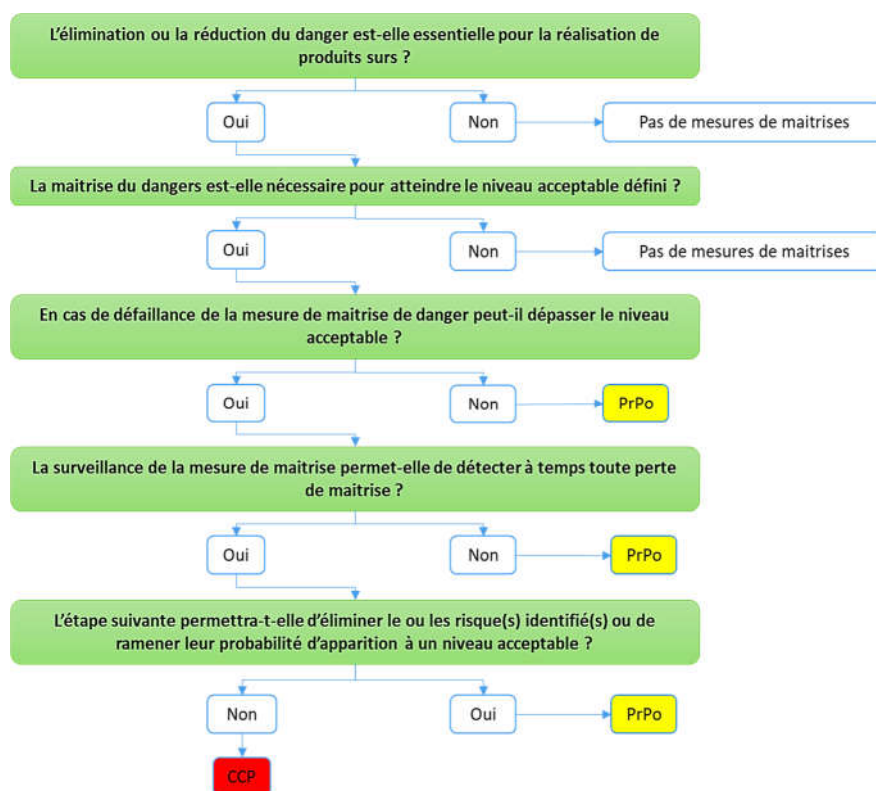 L'élimination ou la réduction du danger est-elle essentielle pour la réalisation de
produits surs ?
Oui
Non
Pas de mesures de maitrises
La maitrise du dangers est-elle nécessaire pour atteindre le niveau acceptable défini ?
Oui
Non
Pas de mesures de maitrises
En cas de défaillance de la mesure de maitrise de danger peut-il dépasser le niveau
acceptable ?
Oui
Non
PrPo
La surveillance de la mesure de maitrise permet-elle de détecter à temps toute perte
de maitrise ?
Oui
Non
PrPo
L'étape suivante permettra-t-elle d'éliminer le ou les risque(s) identifié(s) ou de
ramener leur probabilité d'apparition à un niveau acceptable ?
Non
Oui
PrPo
CCP